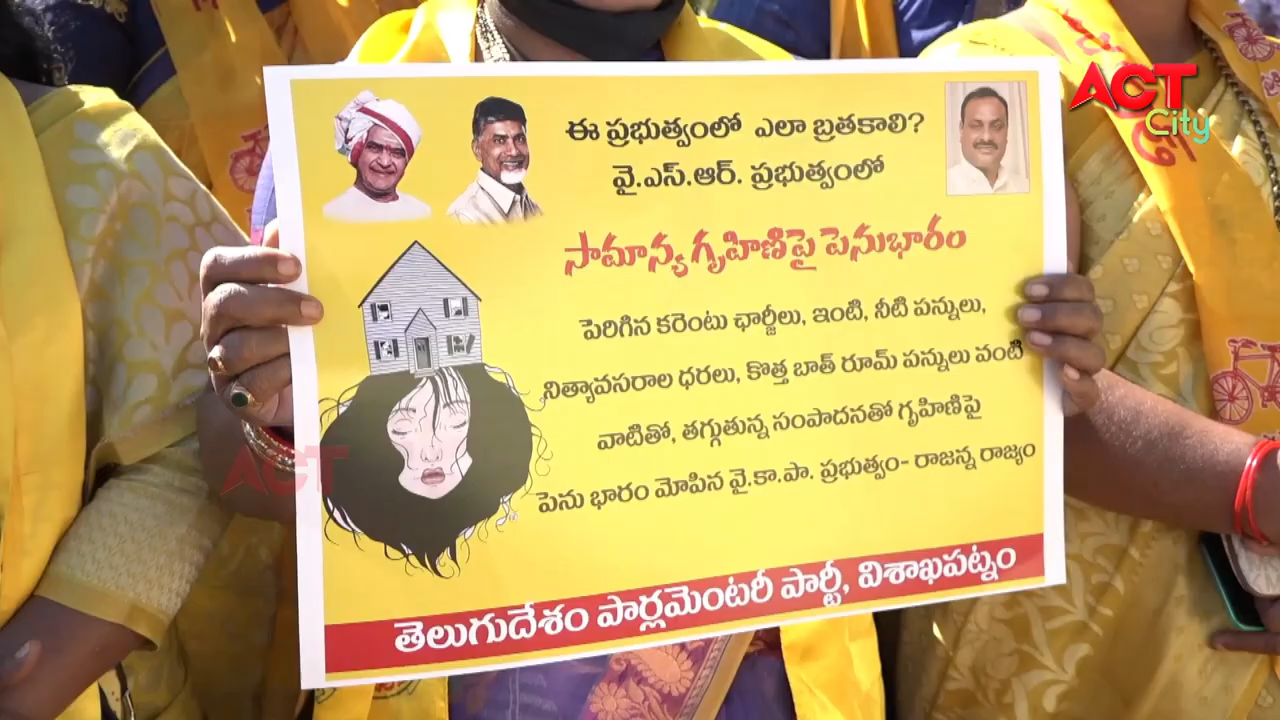 ACT
City
ఈ ప్రభుత్వంలో ఎలా బ్రతకాలి?
వై.ఎస్.ఆర్. ప్రభుత్వంలో
సామాన్య గృహిణిపై పెనుభారం
పెరిగిన కరెంటు ఛార్జీలు, ఇంటి, నీటి పన్నులు,
నిత్యావసరాల ధరలు, కొత్త బాత్ రూమ్ పన్నులు వంటి
వాటితో, తగ్గుతున్న సంపాదనతో గృహిణిపై
పెను భారం మోపిన వై.కా.పా. ప్రభుత్వం- రాజన్న రాజ్యం
తెలుగుదేశం పార్లమెంటరీ పార్టీ, విశాఖపట్నం
ACT